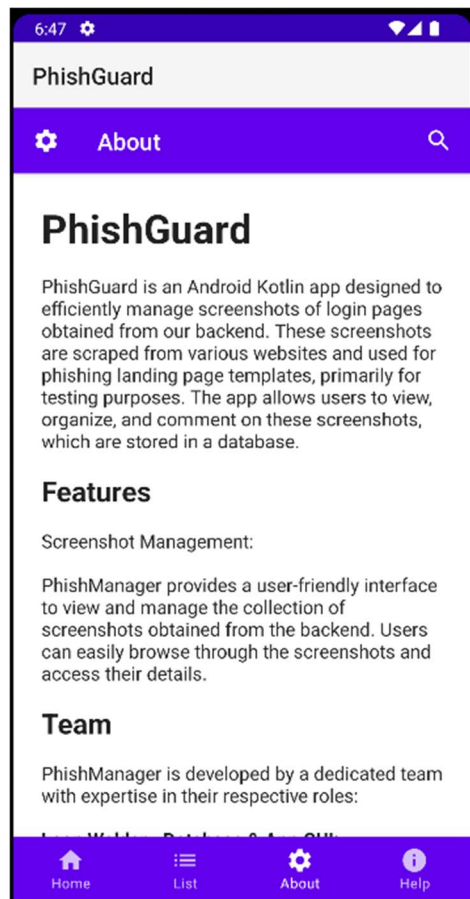 6:47
PhishGuard
About
PhishGuard
PhishGuard is an Android Kotlin app designed to
efficiently manage screenshots of login pages
obtained from our backend. These screenshots
are scraped from various websites and used for
phishing landing page templates, primarily for
testing purposes. The app allows users to view,
organize, and comment on these screenshots,
which are stored in a database.
Features
Screenshot Management:
PhishManager provides a user-friendly interface
to view and manage the collection of
screenshots obtained from the backend. Users
can easily browse through the screenshots and
access their details.
Team
PhishManager is developed by a dedicated team
with expertise in their respective roles:
Home List About Help